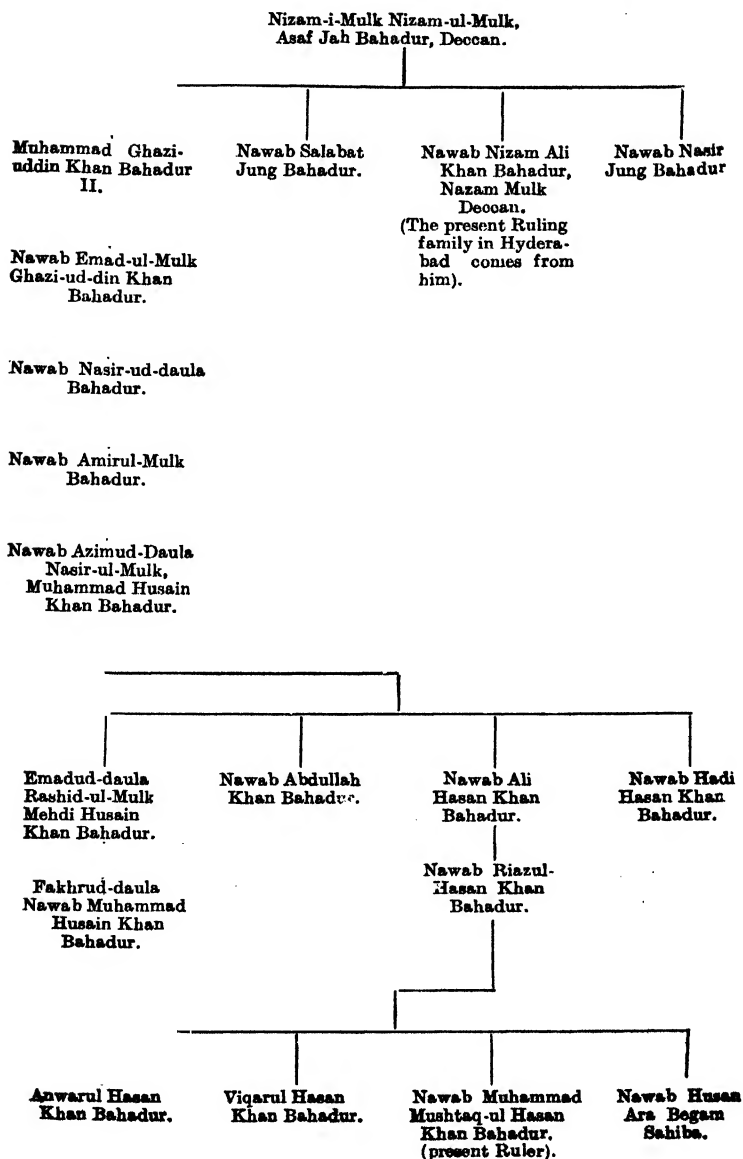 Nizam-i-Mulk Nizam-ul-Mulk,
Asaf Jah Bahadur, Deccan.
Muhammad Ghazi-
uddin Khan Bahadur
II.
Nawab Salabat
Jung Bahadur.
Nawab Nizam Ali
Khan Bahadur,
Nazam Mulk
Deccan.
(The present Ruling
family in Hydera-
bad comes from
him).
Nawab Nasir
Jung Bahadur
Nawab Emad-ul-Mulk
Ghazi-ud-din Khan
Bahadur.
Nawab Nasir-ud-daula
Bahadur.
Nawab Amirul-Mulk
Bahadur.
Nawab Azimud-Daula
Nasir-ul-Mulk,
Muhammad Husain
Khan Bahadur.
Emadud-daula
Rashid-ul-Mulk
Mehdi Husain
Khan Bahadur.
Nawab Abdullah
Khan Bahadur.
Nawab Ali
Hasan Khan
Bahadur.
Nawab Hadi
Hasan Khan
Bahadur.
Fakhrud-daula
Nawab Muhammad
Husain Khan
Bahadur.
Nawab Riazul-
Hasan Khan
Bahadur.
Anwarul Hasan
Khan Bahadur.
Viqarul Hasan
Khan Bahadur.
Nawab Muhammad
Mushtaq-ul Hasan
Khan Bahadur.
(present Ruler).
Nawab Husan
Ara Begam
Sahiba.